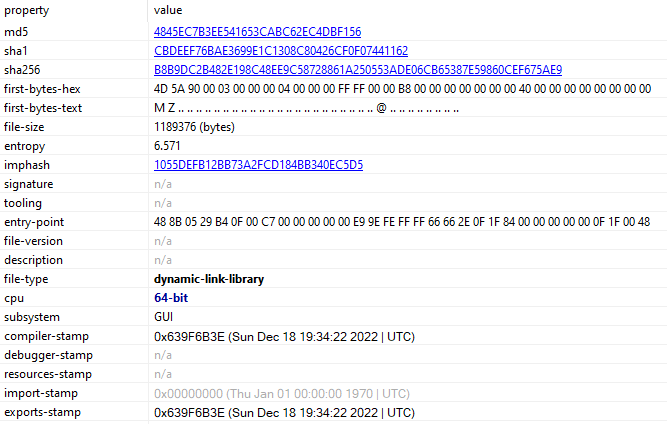 property value
md5 4845EC7B3EE541653CABC62EC4DBF156
sha1 CBDEEF76BAE3699E1C1308C80426CF0F07441162
sha256 B8B9DC2B482E198C48EE9C58728861A250553ADE06CB65387E59860CEF675AE9
first-bytes-hex 4D 5A 90 00 03 00 00 00 04 00 00 00 FF FF 00 00 B8 00 00 00 00 00 00 00 40 00 00 00 00 00 00 00
first-bytes-text M Z .. .. .. .. .. .. .. .. .. .. .. .. .. .. .. .. .. .. .. .. .. .. @ .. .. .. .. .. .. ..
file-size 1189376 (bytes)
entropy 6.571
imphash 1055DEFB12BB73A2FCD184BB340EC5D5
signature n/a
tooling n/a
entry-point 48 8B 05 29 B4 0F 00 C7 00 00 00 00 00 E9 9E FE FF FF 66 66 2E 0F 1F 84 00 00 00 00 00 0F 1F 00 48
file-version n/a
description n/a
file-type dynamic-link-library
cpu 64-bit
subsystem GUI
compiler-stamp 0x639F6B3E (Sun Dec 18 19:34:22 2022 | UTC)
debugger-stamp n/a
resources-stamp n/a
import-stamp 0x00000000 (Thu Jan 01 00:00:00 1970 | UTC)
exports-stamp 0x639F6B3E (Sun Dec 18 19:34:22 2022 | UTC)